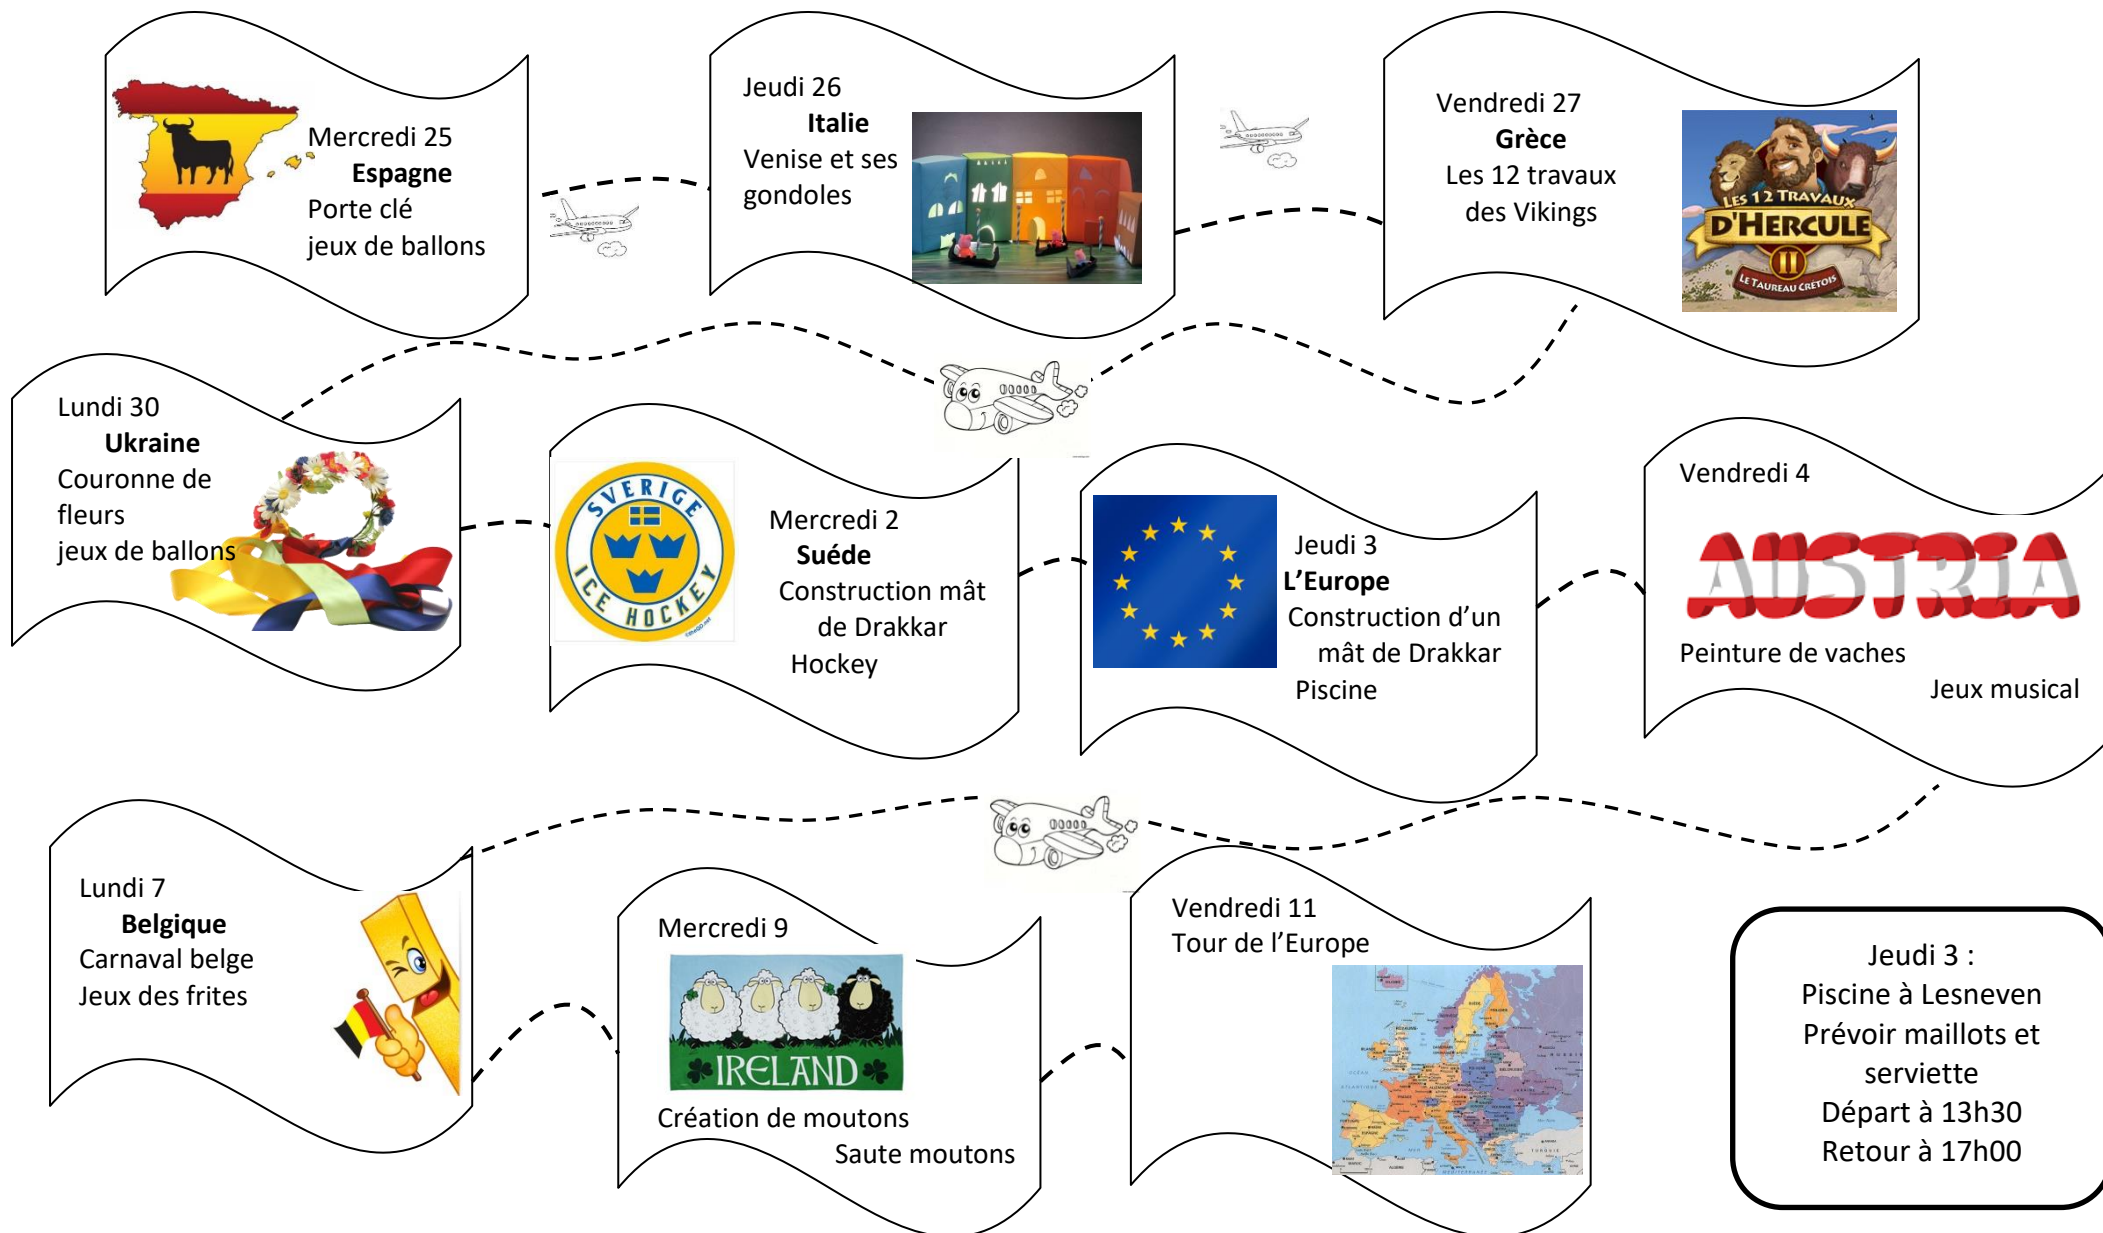 Mercredi 25
Espagne
Porte clé
jeux de ballons
Jeudi 26
Italie
Venise et ses
gondoles
Vendredi 27
Grèce
Les 12 travaux
des Vikings
LES 12 TRAVAUX
D'HERCULE
II
LE TAUREAU CRÉTOIS
Lundi 30
Ukraine
Couronne de
fleurs
jeux de ballons
SVERIGE
ICE HOCKEY
Mercredi 2
Suéde
Construction mât
de Drakkar
Hockey
Jeudi 3
L'Europe
Construction d'un
mât de Drakkar
Piscine
Vendredi 4
AUSTRIA
Peinture de vaches
Jeux musical
Lundi 7
Belgique
Carnaval belge
Jeux des frites
Mercredi 9
IRELAND
Création de moutons
Saute moutons
Vendredi 11
Tour de l'Europe
Jeudi 3 :
Piscine à Lesneven
Prévoir maillots et
serviette
Départ à 13h30
Retour à 17h00